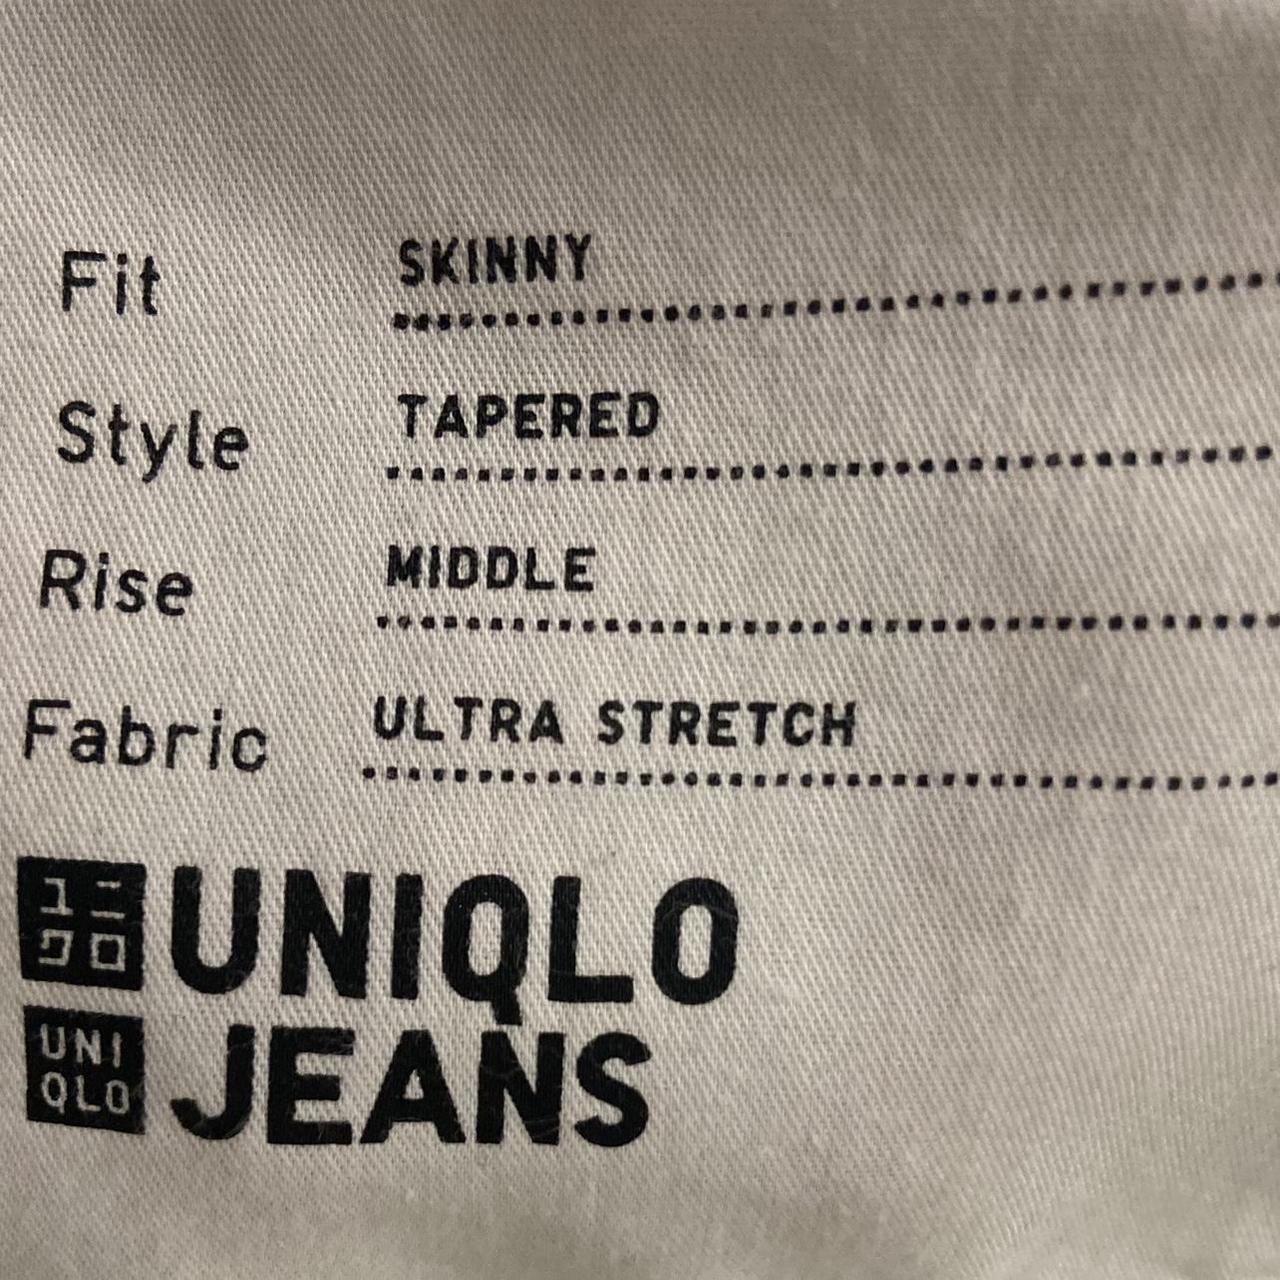 Fit SKINNY
Style TAPERED
Rise MIDDLE
Fabric ULTRA STRETCH
ユニ
クロ
UNIQLO
UNI
QLO
JEANS